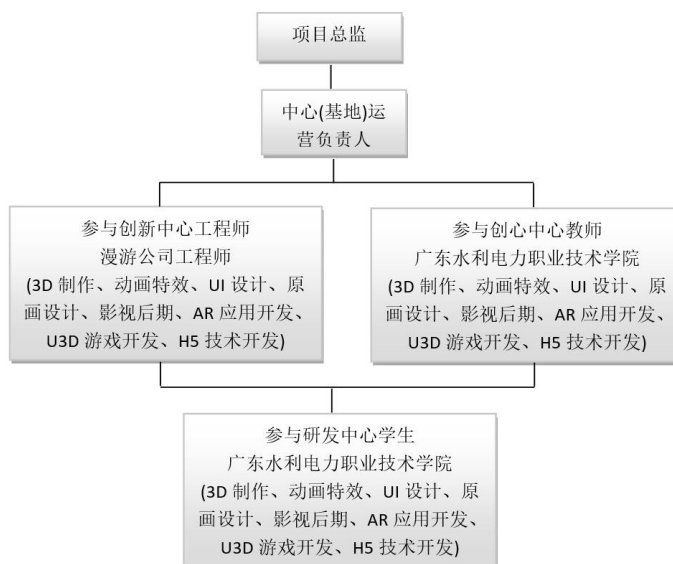 项目总监
中心(基地)运
营负责人
参与创新中心工程师
漫游公司工程师
(3D 制作、动画特效、UI 设计、原
画设计、影视后期、AR 应用开发、
U3D 游戏开发、H5 技术开发)
参与创心中心教师
广东水利电力职业技术学院
(3D 制作、动画特效、UI 设计、原
画设计、影视后期、AR 应用开发、
U3D 游戏开发、H5 技术开发)
参与研发中心学生
广东水利电力职业技术学院
(3D 制作、动画特效、UI 设计、原
画设计、影视后期、AR 应用开发、
U3D 游戏开发、H5 技术开发)